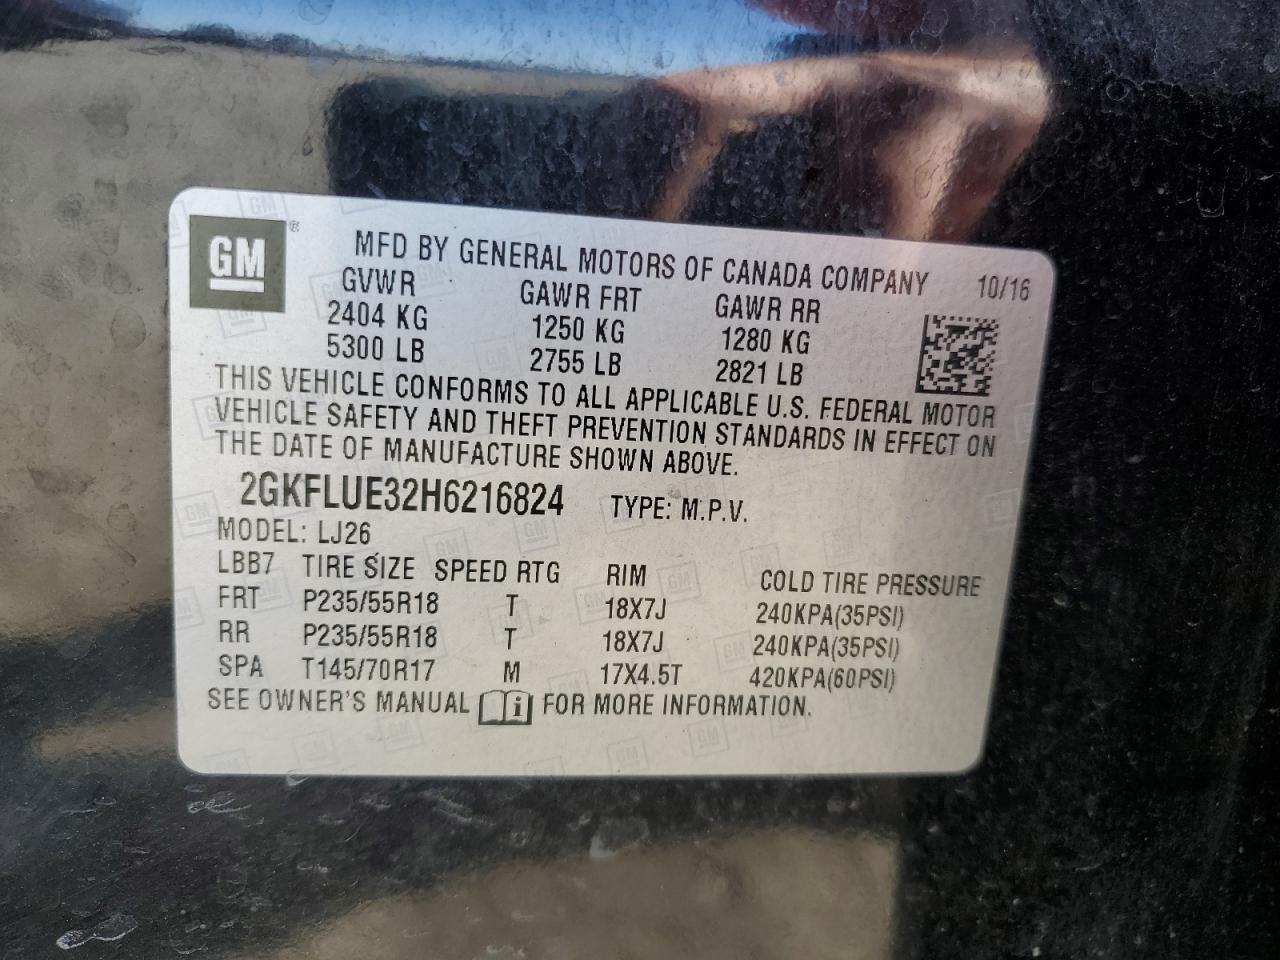 GM® MFD BY GENERAL MOTORS OF CANADA COMPANY 10/16
GVWR GAWR FRT GAWR RR
2404 KG 1250 KG 1280 KG
5300 LB 2755 LB 2821 LB
THIS VEHICLE CONFORMS TO ALL APPLICABLE U.S. FEDERAL MOTOR
VEHICLE SAFETY AND THEFT PREVENTION STANDARDS IN EFFECT ON
THE DATE OF MANUFACTURE SHOWN ABOVE.
2GKFLUE32H6216824 TYPE: M.P.V.
MODEL: LJ26
LBB7 TIRE SIZE SPEED RTG RIM COLD TIRE PRESSURE
FRT P235/55R18 T 18X7J 240KPA(35PSI)
RR P235/55R18 T 18X7J 240KPA(35PSI)
SPA T145/70R17 M 17X4.5T 420KPA(60PSI)
SEE OWNER'S MANUAL i FOR MORE INFORMATION.